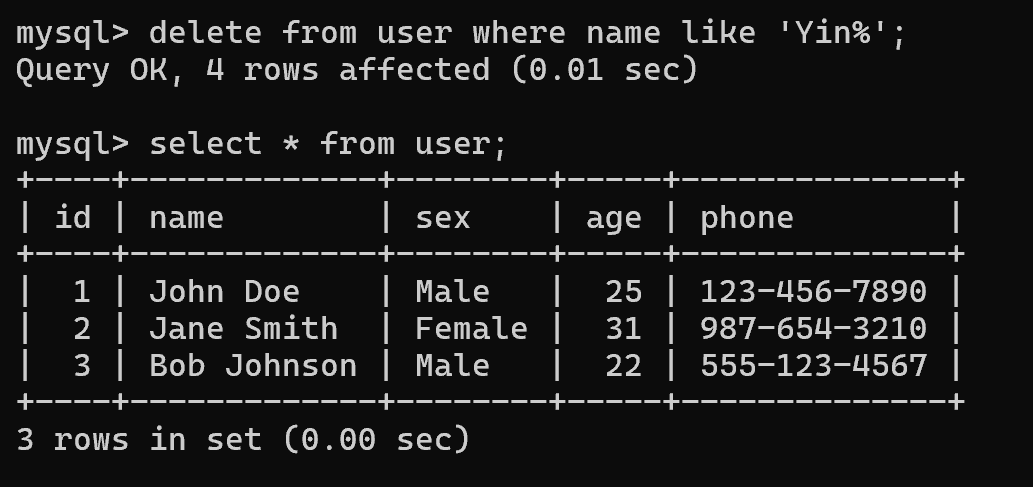 mysql> delete from user where name like 'Yin%';
Query OK, 4 rows affected (0.01 sec)

mysql> select * from user;
+----+-------------+--------+-----+--------------+
| id | name        | sex    | age | phone        |
+----+-------------+--------+-----+--------------+
|  1 | John Doe    | Male   |  25 | 123-456-7890 |
|  2 | Jane Smith  | Female |  31 | 987-654-3210 |
|  3 | Bob Johnson | Male   |  22 | 555-123-4567 |
+----+-------------+--------+-----+--------------+
3 rows in set (0.00 sec)